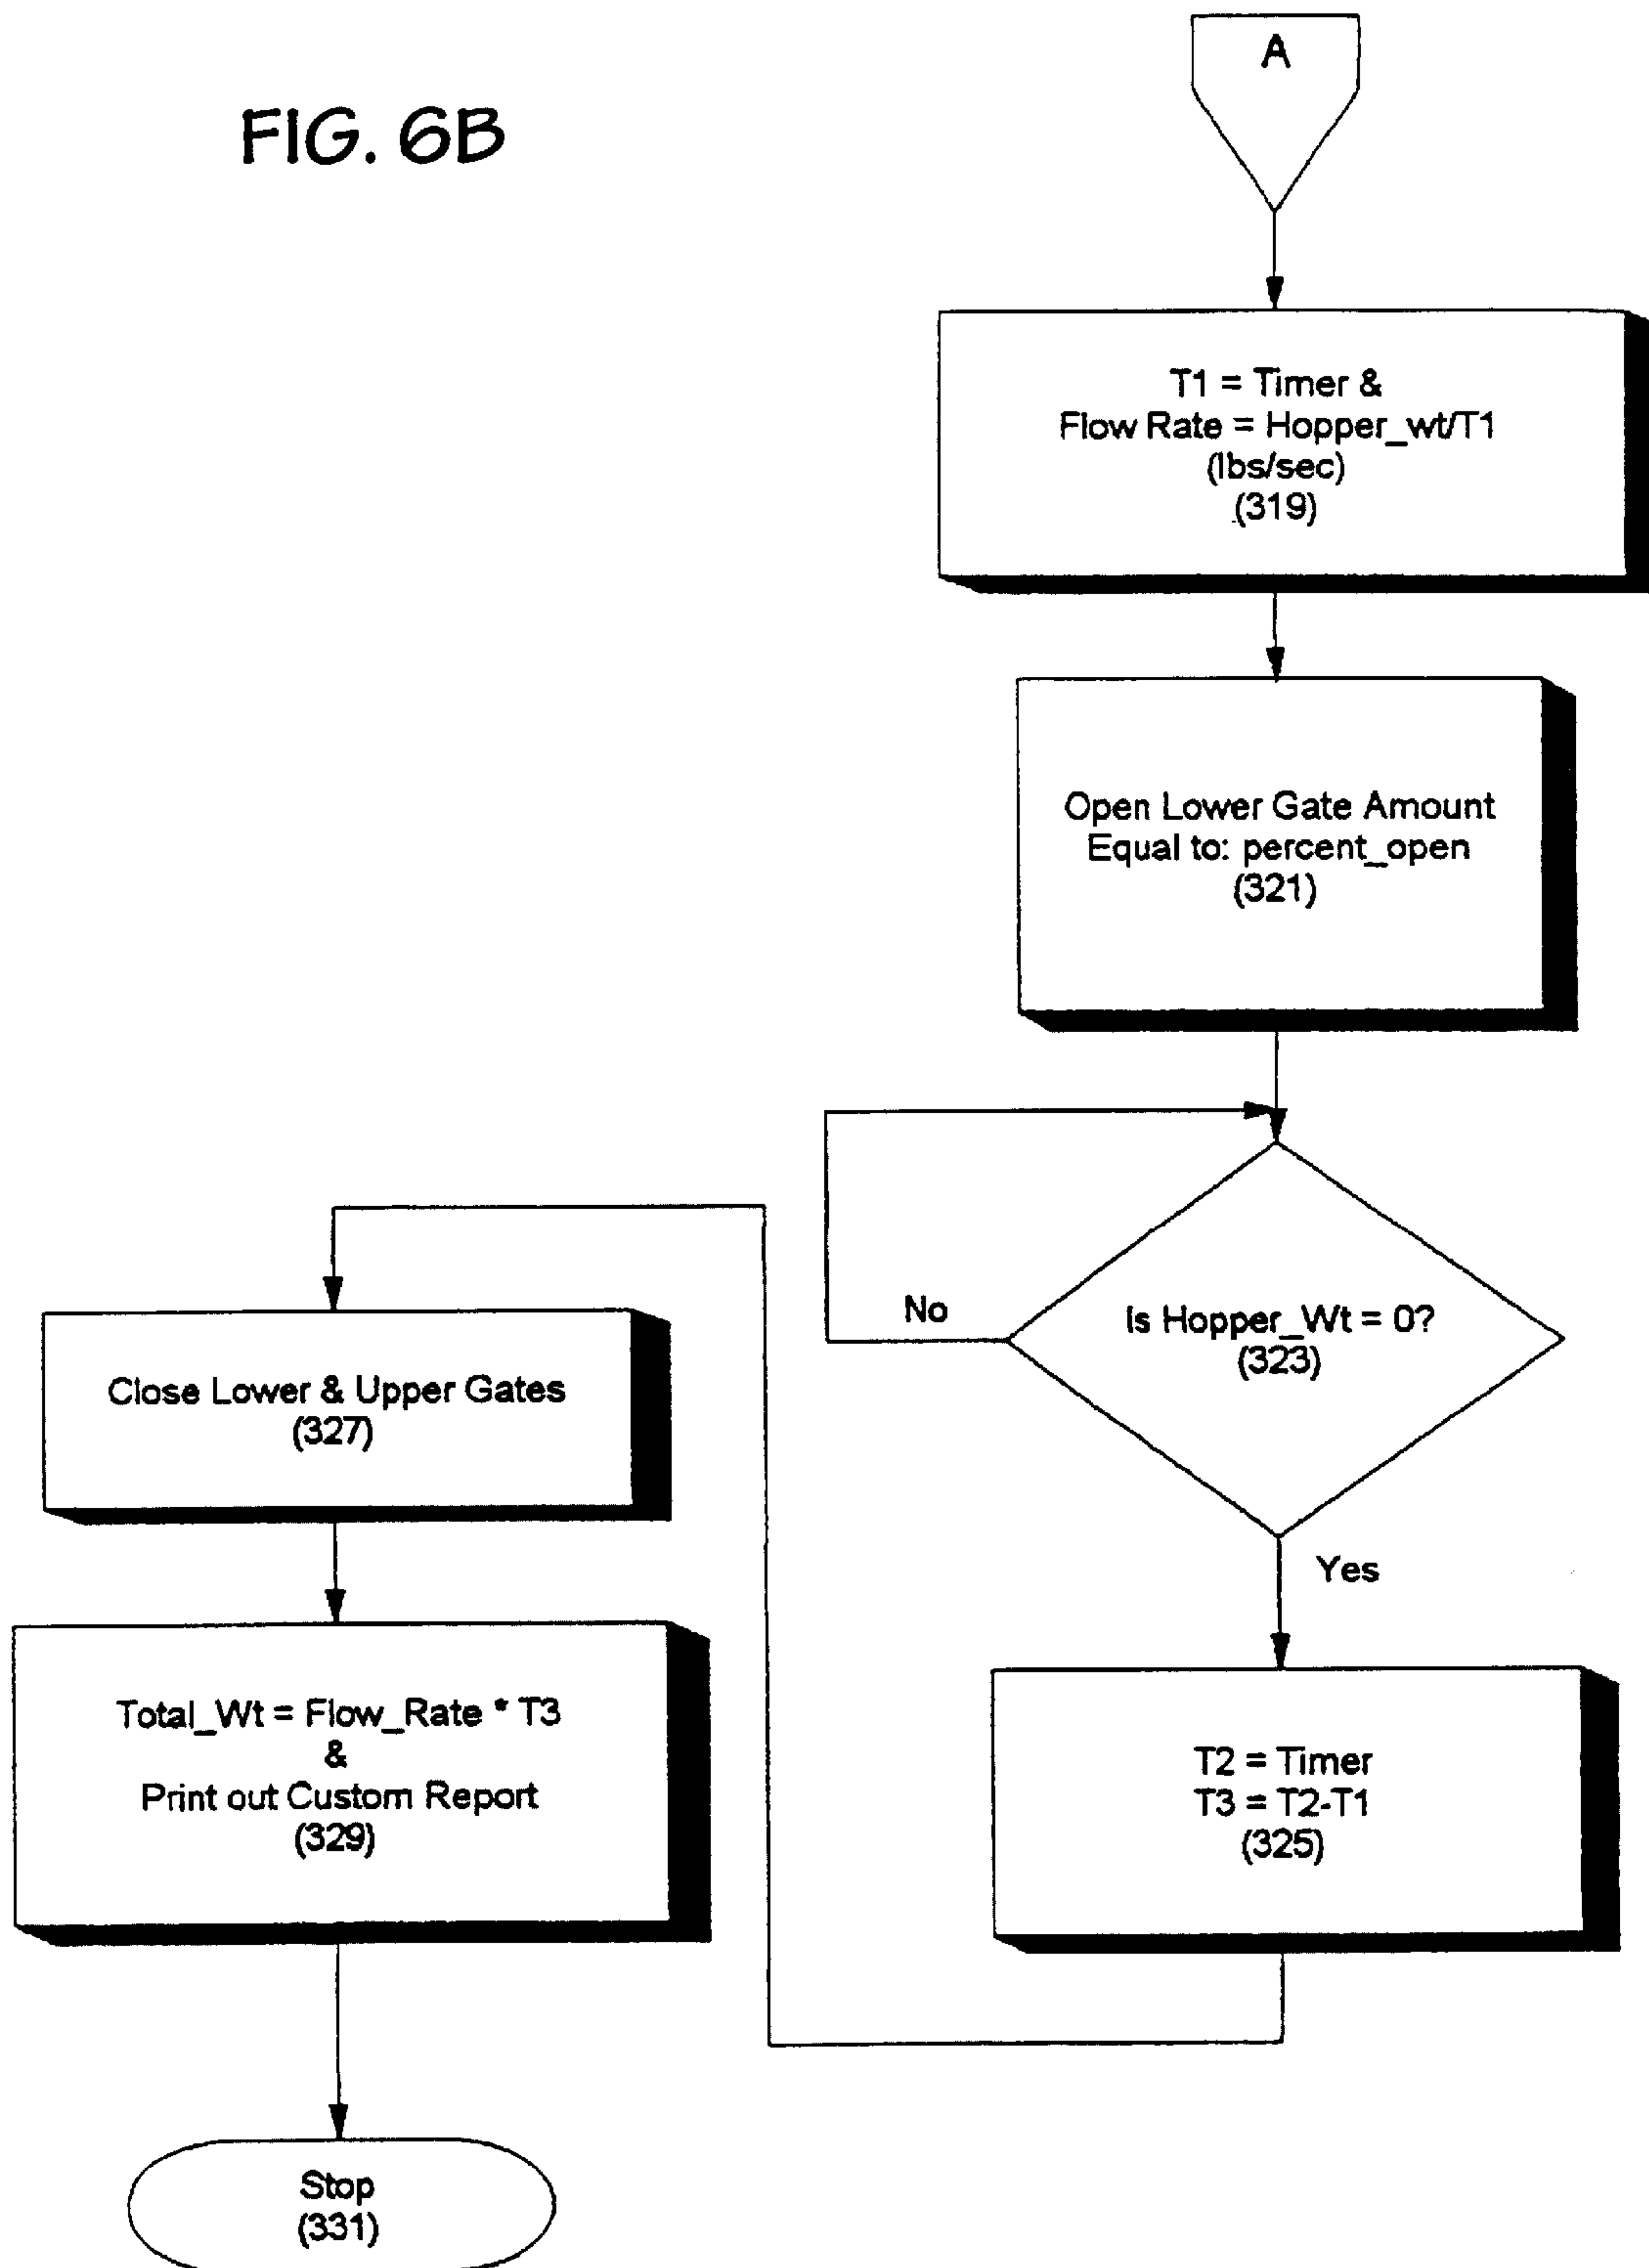 FIG. 6B
A
T1 = Timer &
Flow Rate = Hopper_wt/T1
(lbs/sec)
(319)
Open Lower Gate Amount
Equal to: percent_open
(321)
Is Hopper_Wt = 0?
(323)
No
Yes
T2 = Timer
T3 = T2-T1
(325)
Close Lower & Upper Gates
(327)
Total_Wt = Flow_Rate * T3
&
Print out Custom Report
(329)
Stop
(331)